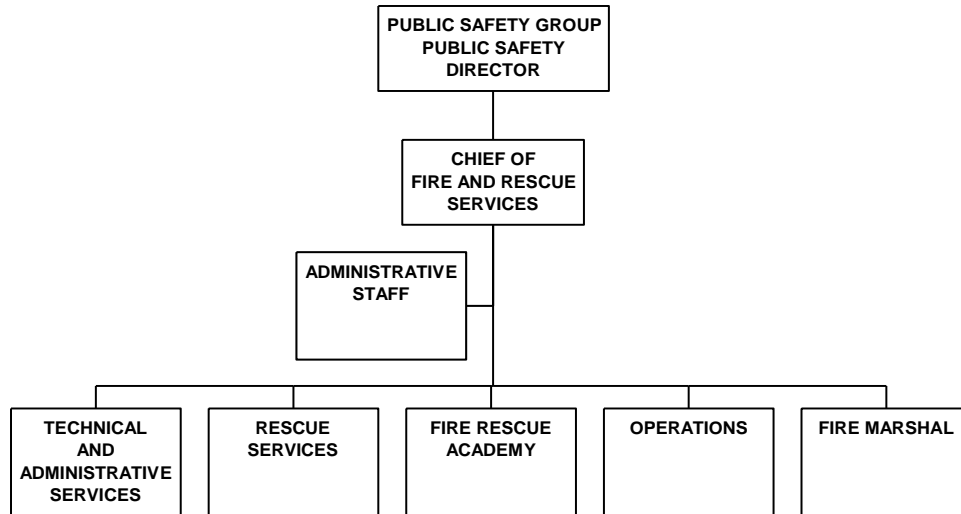 PUBLIC SAFETY GROUP
PUBLIC SAFETY
DIRECTOR
CHIEF OF
FIRE AND RESCUE
SERVICES
ADMINISTRATIVE
STAFF
TECHNICAL
AND
ADMINISTRATIVE
SERVICES
RESCUE
SERVICES
FIRE RESCUE
ACADEMY
OPERATIONS
FIRE MARSHAL